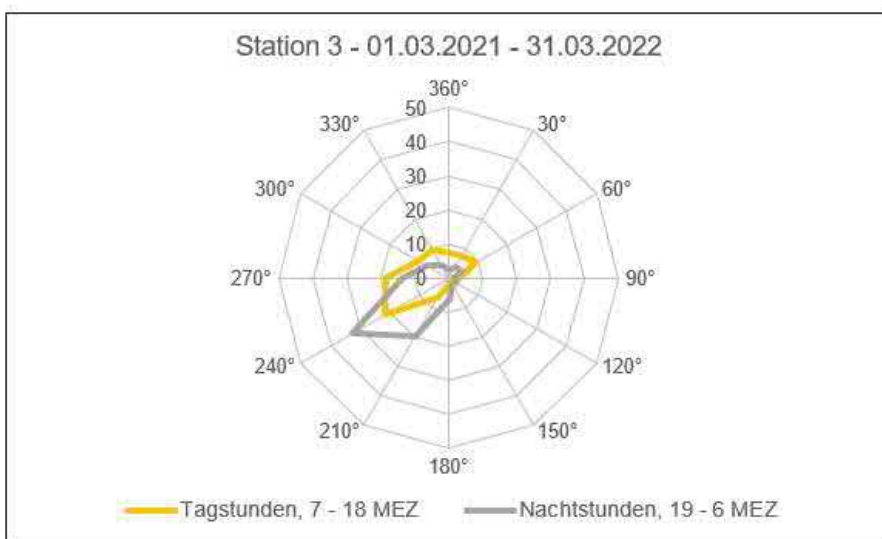 Station 3 - 01.03.2021 - 31.03.2022
360°
330° 50 30°
40
300° 30 60°
20
10
270° 0 90°
240° 120°
210° 150°
180°
Tagstunden, 7 - 18 MEZ Nachtstunden, 19 - 6 MEZ